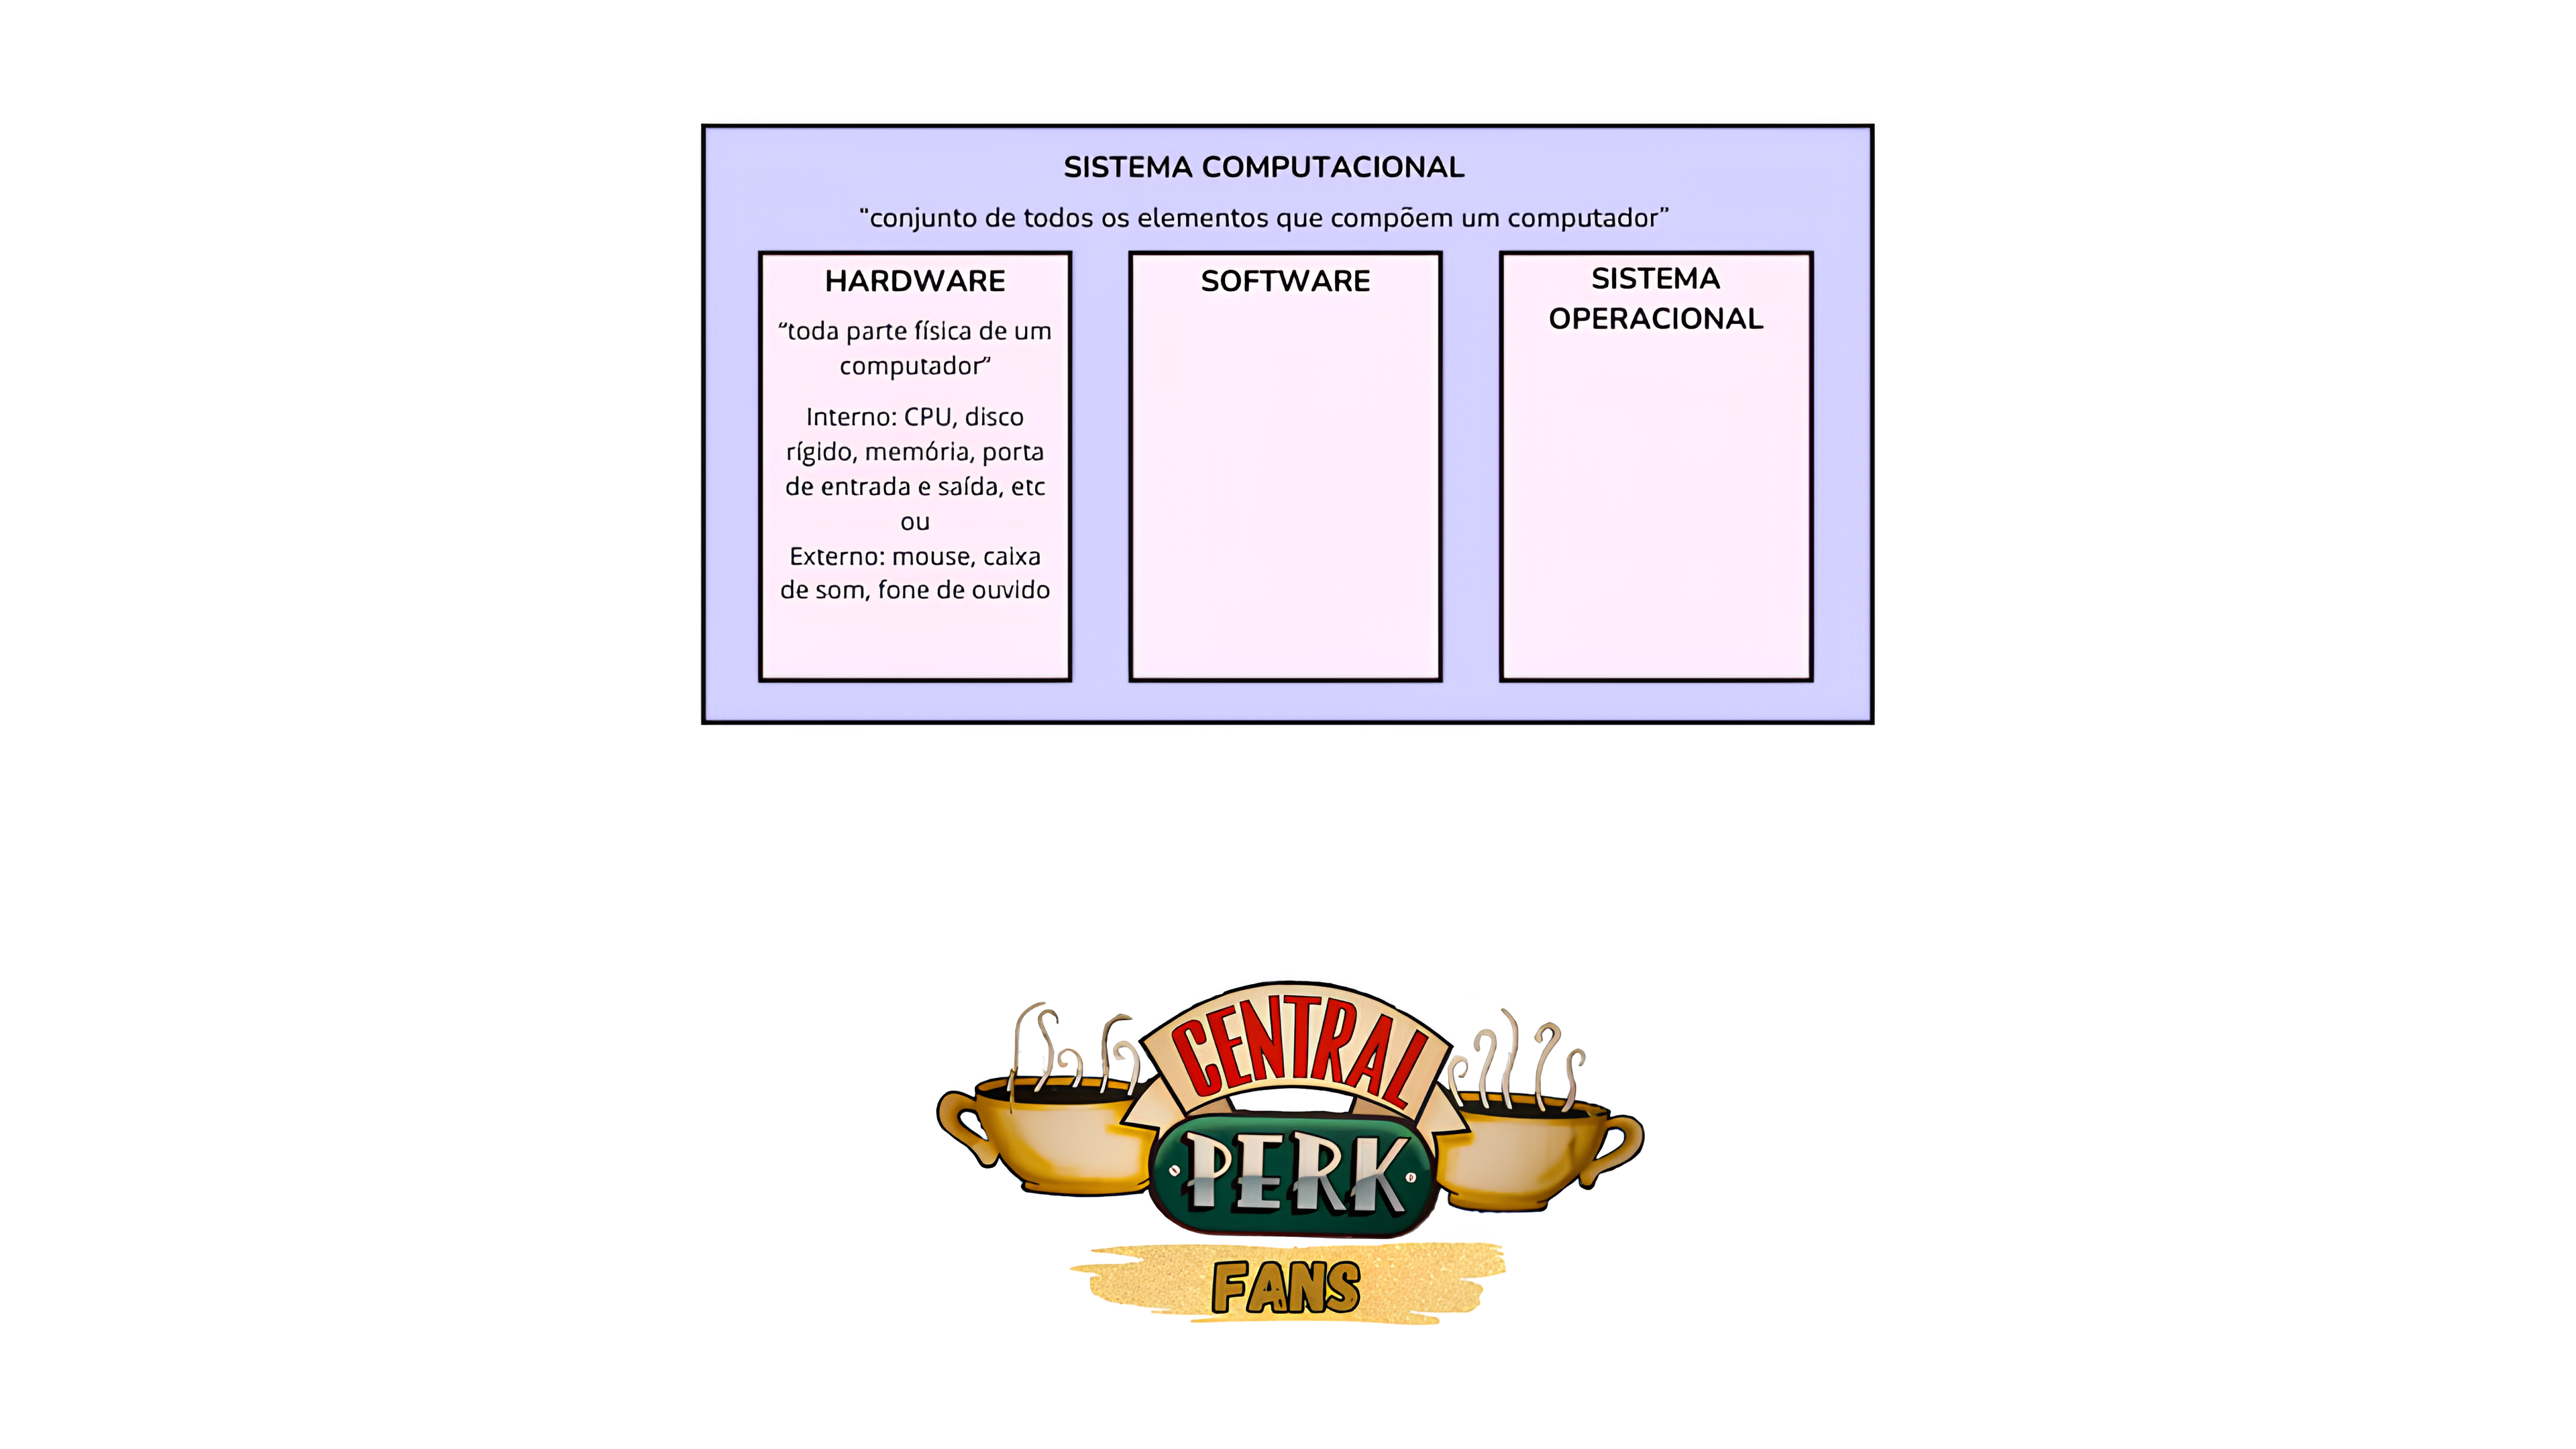 SISTEMA COMPUTACIONAL
"conjunto de todos os elementos que compõem um computador"
HARDWARE
"toda parte física de um
computador"
Interno: CPU, disco
rígido, memória, porta
de entrada e saída, etc
ou
Externo: mouse, caixa
de som, fone de ouvido
SOFTWARE
SISTEMA
OPERACIONAL
CENTRAL
PERK
FANS